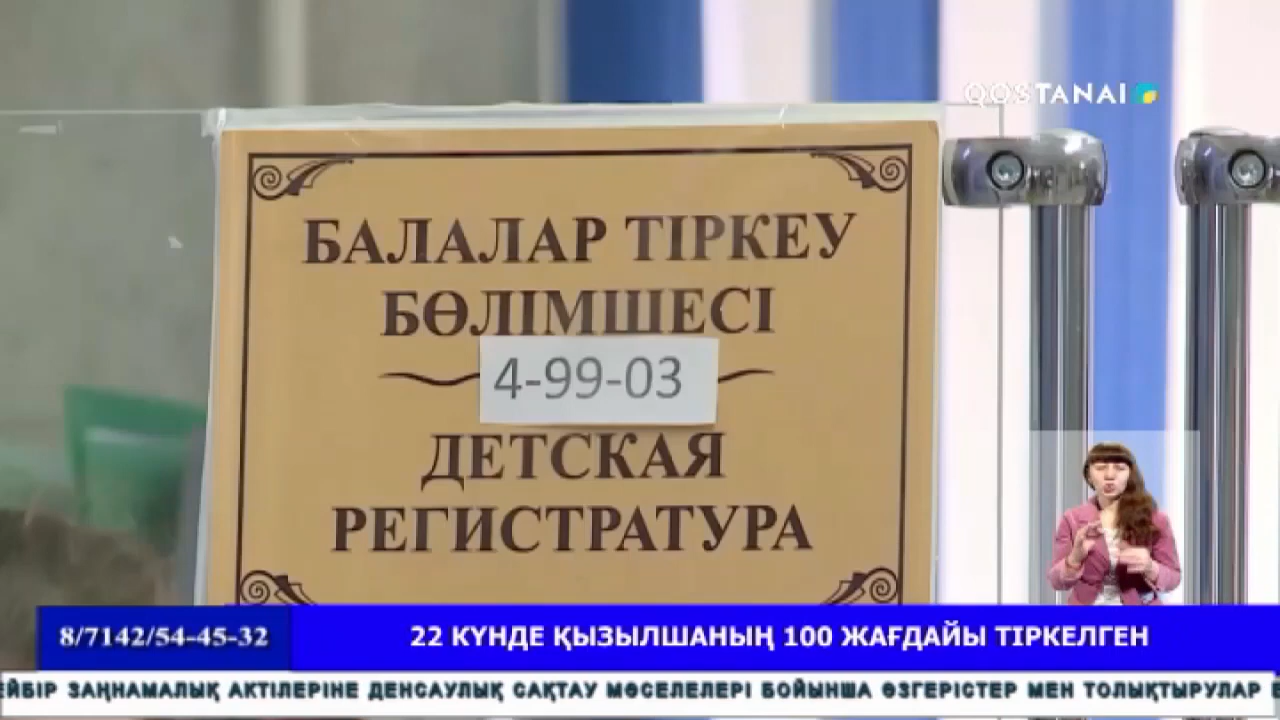 QOSTANAI
БАЛАЛАР ТІРКЕУ
БӨЛІМШЕСІ
4-99-03
ДЕТСКАЯ
РЕГИСТРАТУРА
8/7142/54-45-32
22 КҮНДЕ ҚЫЗЫЛШАНЫҢ 100 ЖАҒДАЙЫ ТІРКЕЛГЕН
ЗАҢНАМАЛЫҚ АКТІЛЕРІНЕ ДЕНСАУЛЫҚ САҚТАУ МӘСЕЛЕЛЕРІ БОЙЫНША ӨЗГЕРІСТЕР МЕН ТОЛЫҚТЫРУЛАР